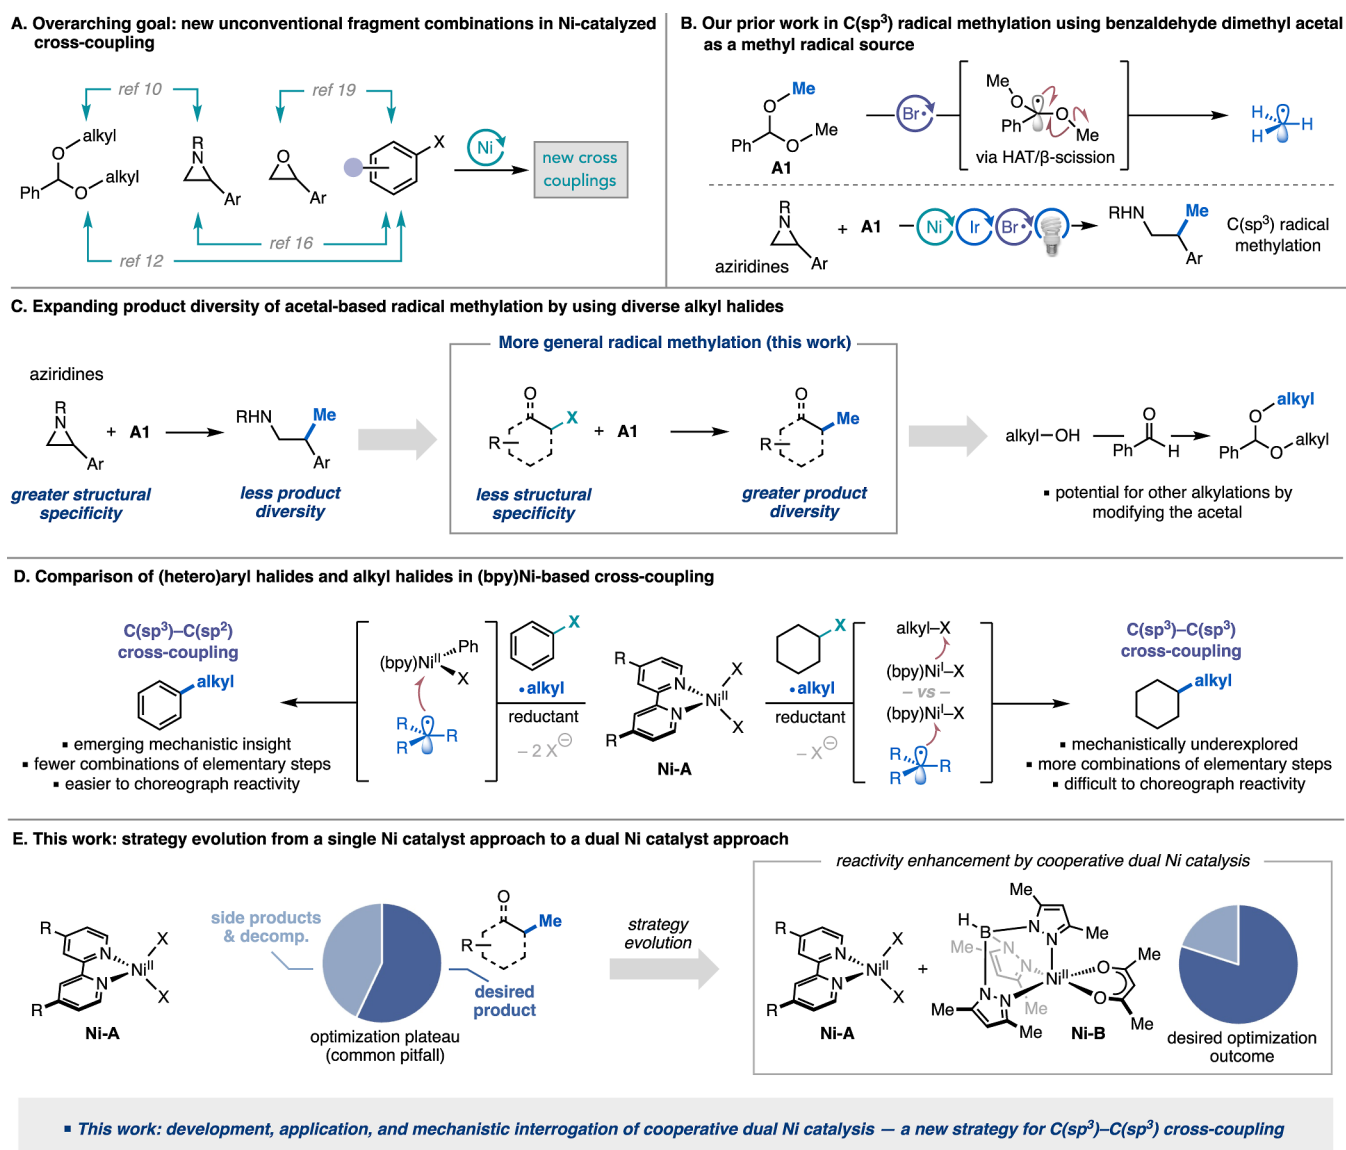 A. Overarching goal: new unconventional fragment combinations in Ni-catalyzed
cross-coupling
ref 10
ref 19
O
alkyl
O
alkyl
Ph
R
N
Ar
O
Ar
X
Ni
new cross
couplings
ref 16
ref 12
B. Our prior work in C(sp³) radical methylation using benzaldehyde dimethyl acetal
as a methyl radical source
Me
O
Me
O
Ph
A1
Br•
Me
O
O
Ph
Me
via HAT/β-scission
H
H
H
R
N
Ar
aziridines
+ A1
Ni
Ir
Br•
RHN
Me
Ar
C(sp³) radical
methylation
C. Expanding product diversity of acetal-based radical methylation by using diverse alkyl halides
aziridines
R
N
Ar
+ A1
RHN
Me
Ar
greater structural
specificity
less product
diversity
More general radical methylation (this work)
O
X
R
+ A1
O
Me
R
less structural
specificity
greater product
diversity
alkyl–OH
O
Ph
H
alkyl
O
O
alkyl
Ph
▪ potential for other alkylations by
modifying the acetal
D. Comparison of (hetero)aryl halides and alkyl halides in (bpy)Ni-based cross-coupling
C(sp³)–C(sp²)
cross-coupling
alkyl
▪ emerging mechanistic insight
▪ fewer combinations of elementary steps
▪ easier to choreograph reactivity
(bpy)Niᴵᴵ
Ph
X
R
R
R
X
•alkyl
reductant
– 2 X⊖
R
N
N
R
Niᴵᴵ
X
X
Ni-A
X
•alkyl
reductant
– X⊖
alkyl–X
(bpy)Niᴵ–X
– vs –
(bpy)Niᴵ–X
R
R
R
C(sp³)–C(sp³)
cross-coupling
alkyl
▪ mechanistically underexplored
▪ more combinations of elementary steps
▪ difficult to choreograph reactivity
E. This work: strategy evolution from a single Ni catalyst approach to a dual Ni catalyst approach
R
N
N
R
Niᴵᴵ
X
X
Ni-A
side products
& decomp.
O
Me
R
desired
product
optimization plateau
(common pitfall)
strategy
evolution
reactivity enhancement by cooperative dual Ni catalysis
R
N
N
R
Niᴵᴵ
X
X
Ni-A
+
H
B
Me
N
N
Me
Me
N
N
Me
Me
N
N
Me
Niᴵᴵ
O
O
Me
Me
Ni-B
desired optimization
outcome
▪ This work: development, application, and mechanistic interrogation of cooperative dual Ni catalysis — a new strategy for C(sp³)–C(sp³) cross-coupling